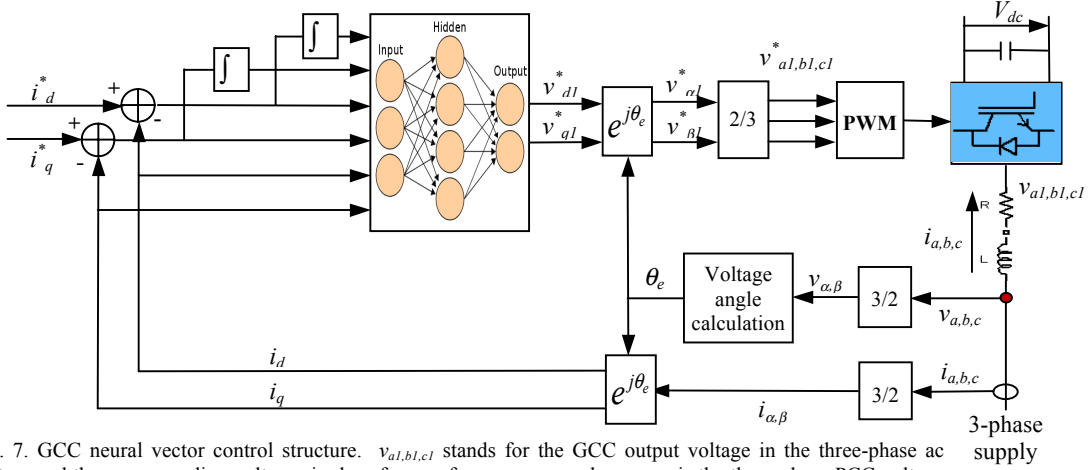 V_dc
Hidden
Input
Output
∫
∫
i*_d
+
-
i*_q
+
-
v*_d1
v*_q1
e^jθ_e
v*_α1
v*_β1
2/3
v*_a1,b1,c1
PWM
v_a1,b1,c1
R
L
i_a,b,c
θ_e
Voltage
angle
calculation
v_α,β
3/2
v_a,b,c
i_d
i_q
e^jθ_e
i_α,β
3/2
i_a,b,c
3-phase
supply
. 7. GCC neural vector control structure. v_a1,b1,c1 stands for the GCC output voltage in the three-phase ac